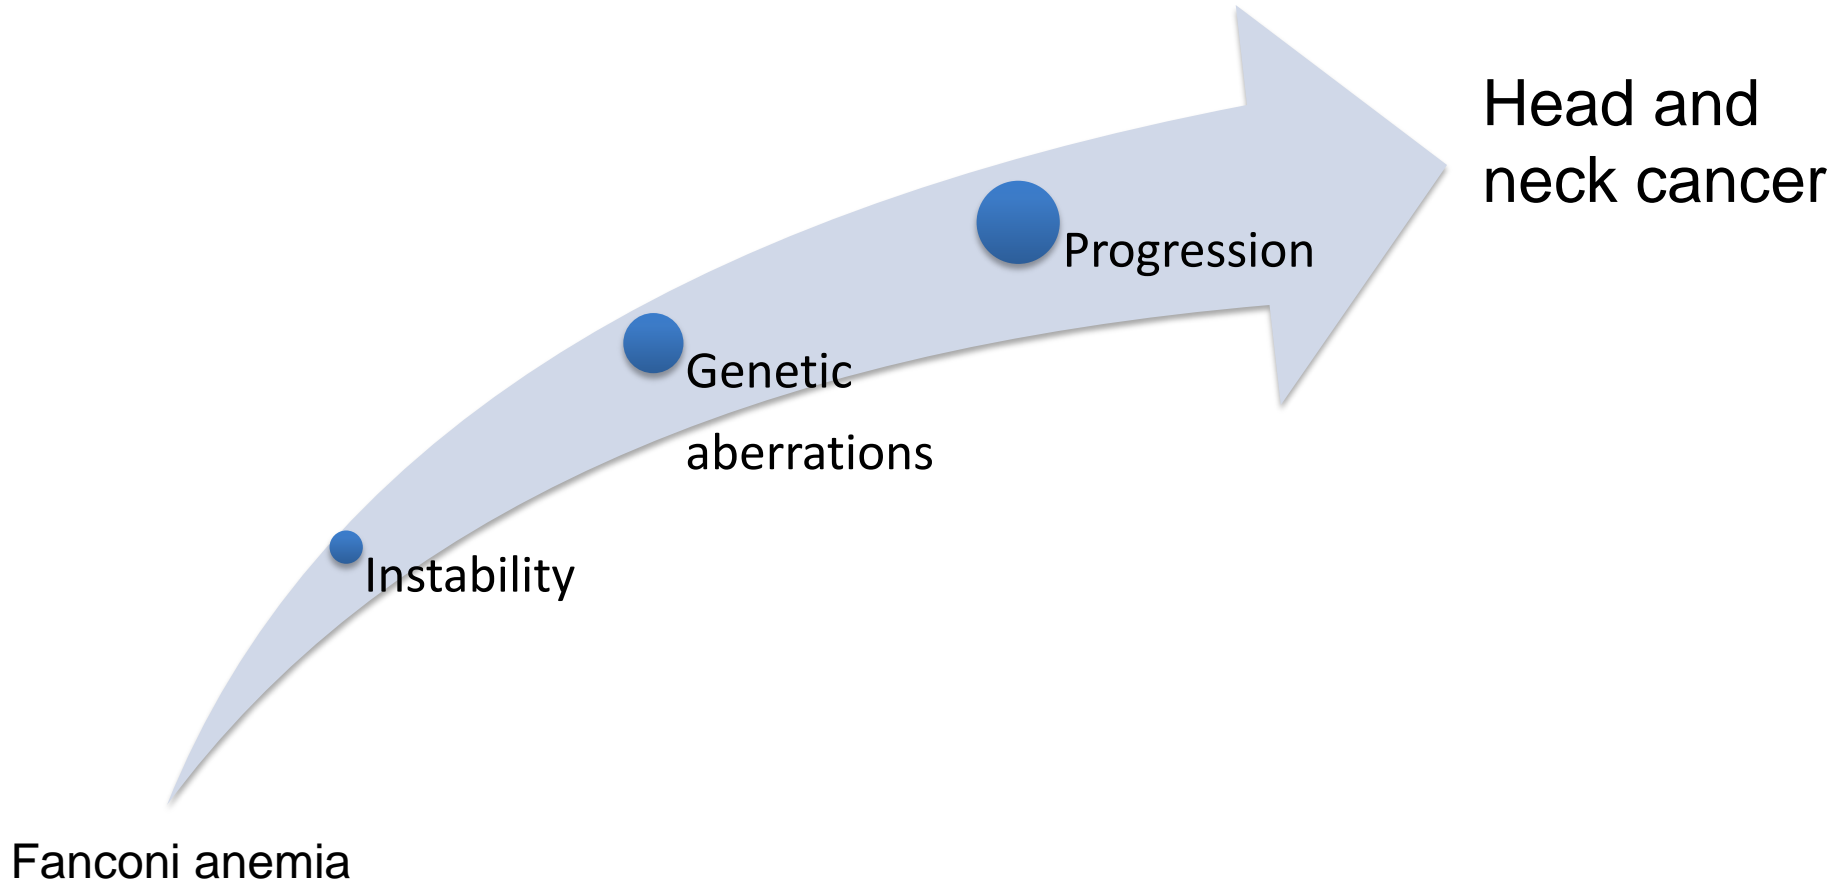 Head and
neck cancer
Progression
Genetic
aberrations
Instability
Fanconi anemia